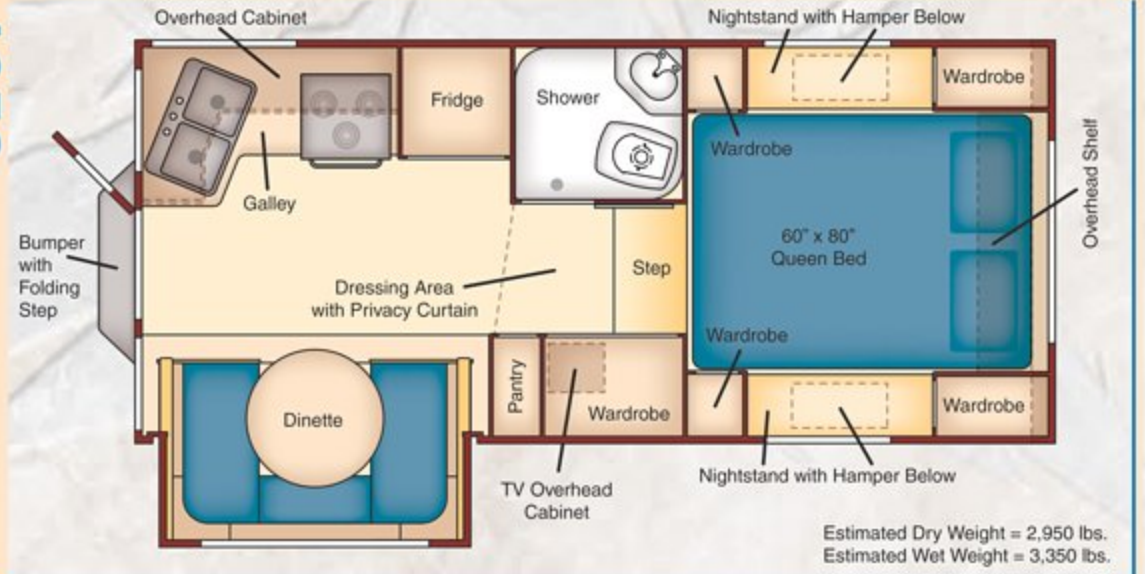 Overhead Cabinet
Nightstand with Hamper Below
Fridge
Shower
Wardrobe
Wardrobe
Galley
Overhead Shelf
60" x 80"
Queen Bed
Bumper
with
Folding
Step
Step
Dressing Area
with Privacy Curtain
Wardrobe
Pantry
Dinette
Wardrobe
Wardrobe
TV Overhead
Cabinet
Nightstand with Hamper Below
Estimated Dry Weight = 2,950 lbs.
Estimated Wet Weight = 3,350 lbs.